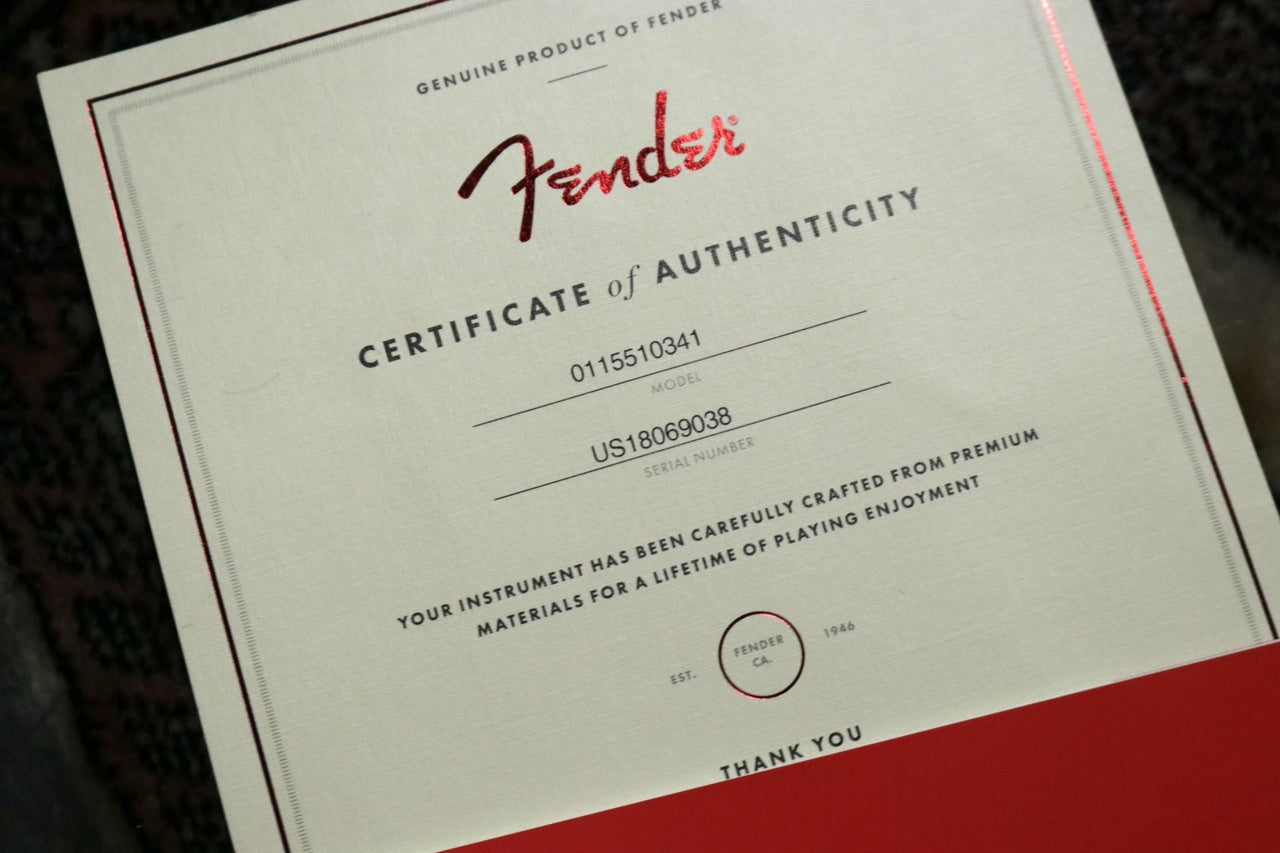 GENUINE PRODUCT OF FENDER
Fender®
CERTIFICATE of AUTHENTICITY
0115510341
MODEL
US18069038
SERIAL NUMBER
YOUR INSTRUMENT HAS BEEN CAREFULLY CRAFTED FROM PREMIUM
MATERIALS FOR A LIFETIME OF PLAYING ENJOYMENT
EST. FENDER CA. 1946
THANK YOU